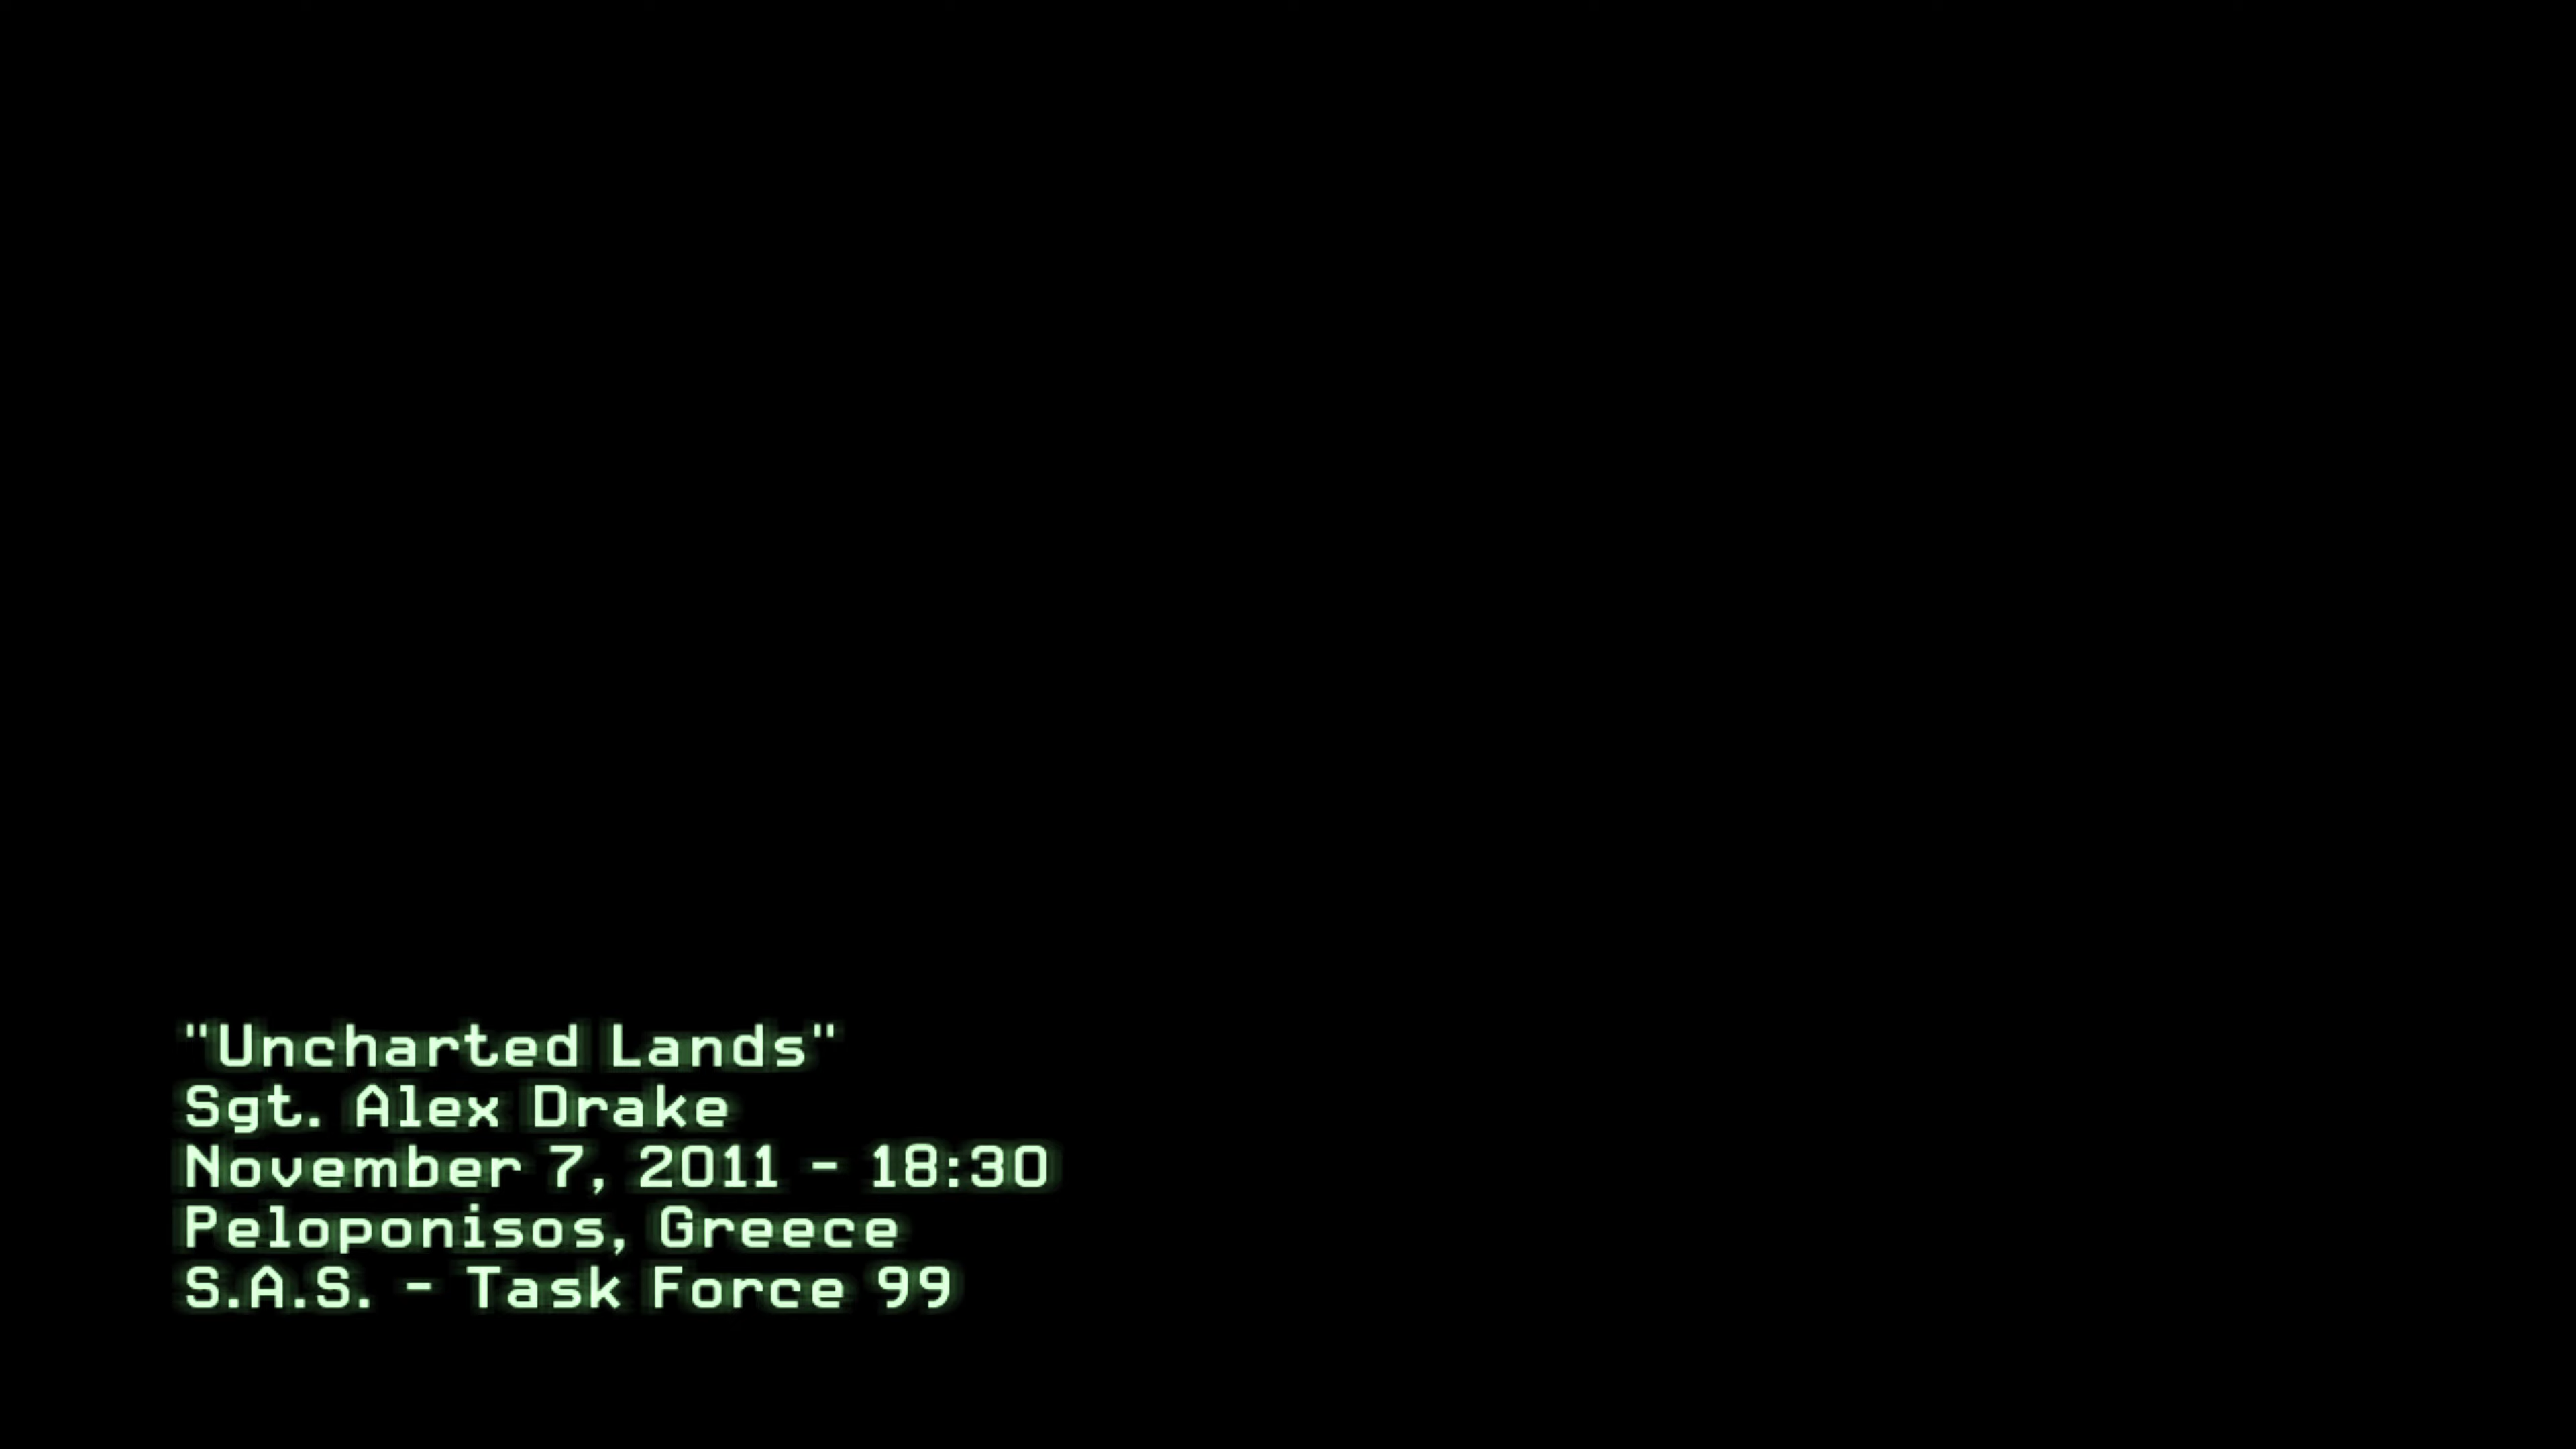 "Uncharted Lands"
Sgt. Alex Drake
November 7, 2011 - 18:30
Peloponisos, Greece
S.A.S. - Task Force 99